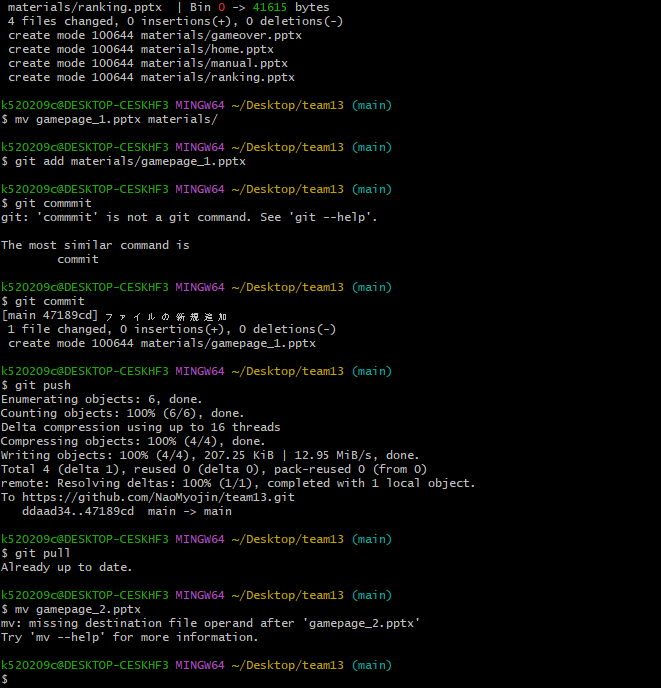 materials/ranking.pptx  | Bin 0 -> 41615 bytes
4 files changed, 0 insertions(+), 0 deletions(-)
create mode 100644 materials/gameover.pptx
create mode 100644 materials/home.pptx
create mode 100644 materials/manual.pptx
create mode 100644 materials/ranking.pptx
k520209c@DESKTOP-CESKHF3 MINGW64 ~/Desktop/team13 (main)
$ mv gamepage_1.pptx materials/
k520209c@DESKTOP-CESKHF3 MINGW64 ~/Desktop/team13 (main)
$ git add materials/gamepage_1.pptx
k520209c@DESKTOP-CESKHF3 MINGW64 ~/Desktop/team13 (main)
$ git commmit
git: 'commmit' is not a git command. See 'git --help'.
The most similar command is
        commit
k520209c@DESKTOP-CESKHF3 MINGW64 ~/Desktop/team13 (main)
$ git commit
[main 47189cd] ファイルの新規追加
1 file changed, 0 insertions(+), 0 deletions(-)
create mode 100644 materials/gamepage_1.pptx
k520209c@DESKTOP-CESKHF3 MINGW64 ~/Desktop/team13 (main)
$ git push
Enumerating objects: 6, done.
Counting objects: 100% (6/6), done.
Delta compression using up to 16 threads
Compressing objects: 100% (4/4), done.
Writing objects: 100% (4/4), 207.25 KiB | 12.95 MiB/s, done.
Total 4 (delta 1), reused 0 (delta 0), pack-reused 0 (from 0)
remote: Resolving deltas: 100% (1/1), completed with 1 local object.
To https://github.com/NaoMyojin/team13.git
   ddaad34..47189cd  main -> main
k520209c@DESKTOP-CESKHF3 MINGW64 ~/Desktop/team13 (main)
$ git pull
Already up to date.
k520209c@DESKTOP-CESKHF3 MINGW64 ~/Desktop/team13 (main)
$ mv gamepage_2.pptx
mv: missing destination file operand after 'gamepage_2.pptx'
Try 'mv --help' for more information.
k520209c@DESKTOP-CESKHF3 MINGW64 ~/Desktop/team13 (main)
$